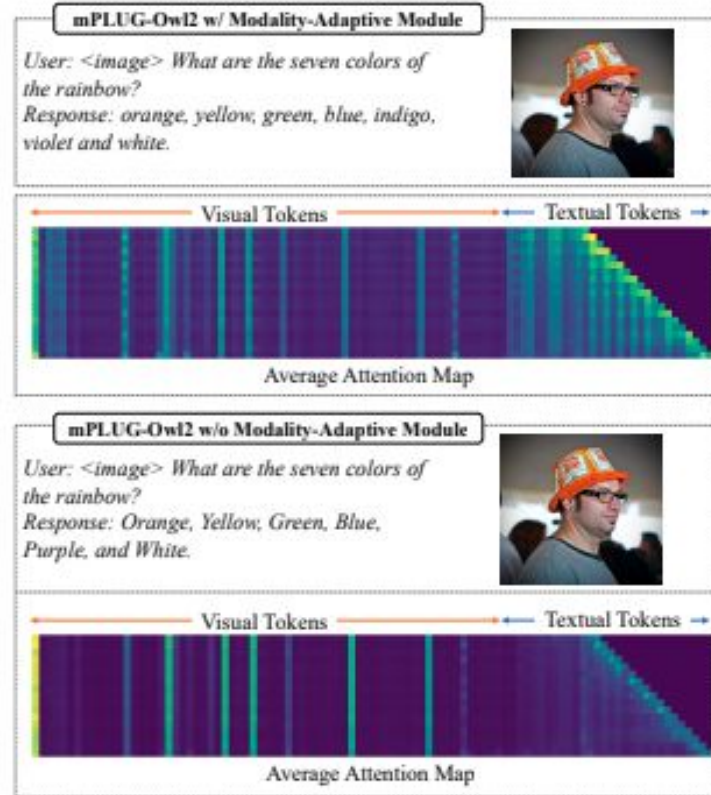 mPLUG-Owl2 w/ Modality-Adaptive Module
User: <image> What are the seven colors of
the rainbow?
Response: orange, yellow, green, blue, indigo,
violet and white.
Visual Tokens
Textual Tokens
Average Attention Map
mPLUG-Owl2 w/o Modality-Adaptive Module
User: <image> What are the seven colors of
the rainbow?
Response: Orange, Yellow, Green, Blue,
Purple, and White.
Visual Tokens
Textual Tokens
Average Attention Map